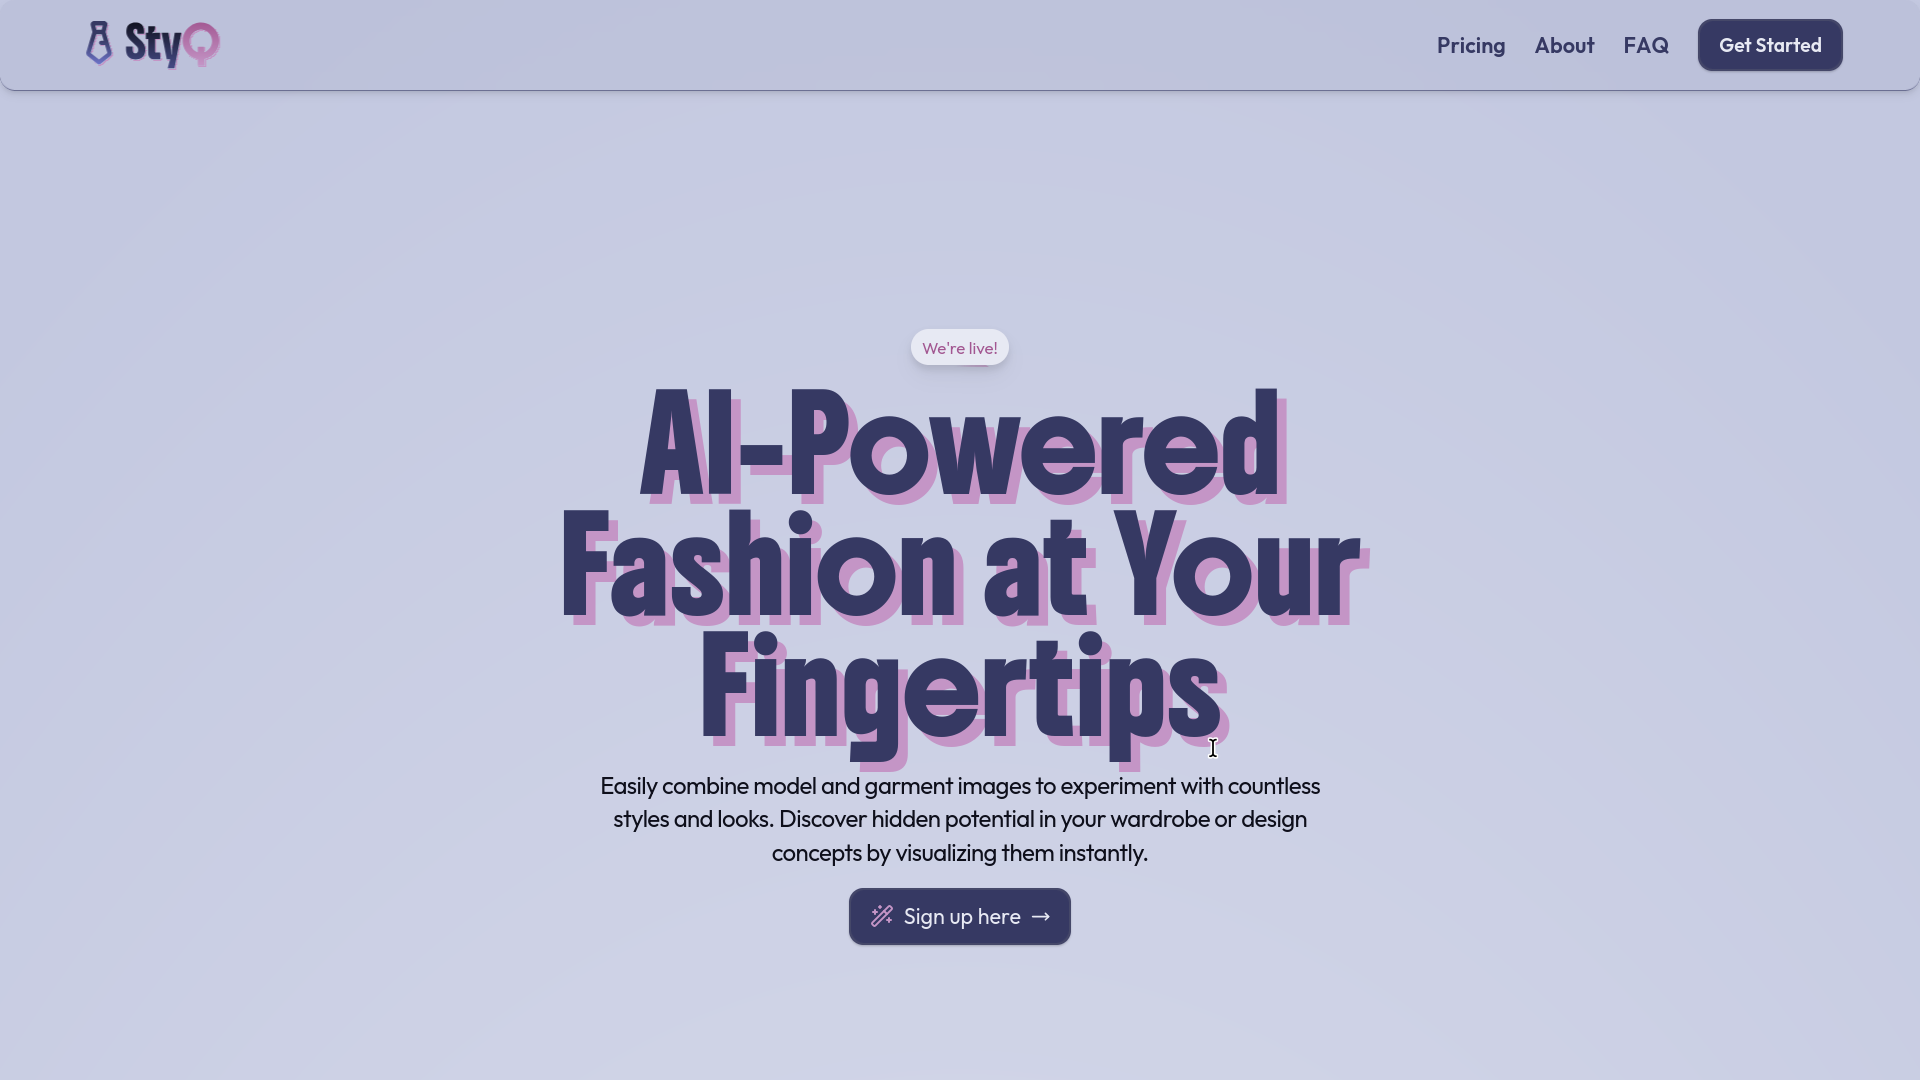 StyQ
Pricing
About
FAQ
Get Started
We're live!
AI-Powered
Fashion at Your
Fingertips
Easily combine model and garment images to experiment with countless
styles and looks. Discover hidden potential in your wardrobe or design
concepts by visualizing them instantly.
Sign up here →